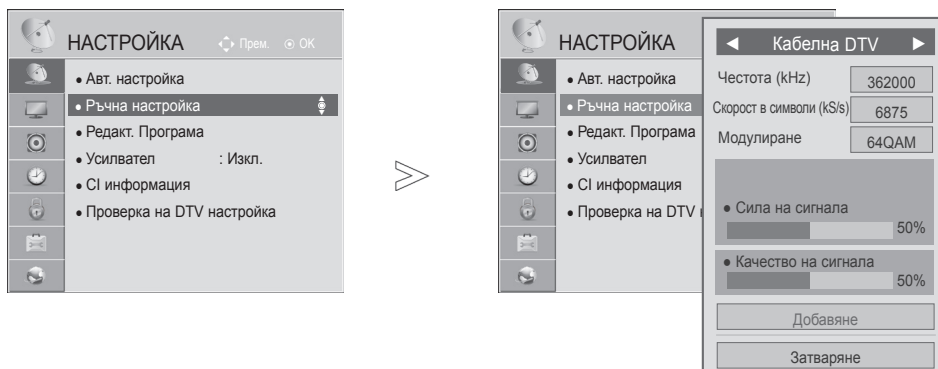 НАСТРОЙКА Прем. OK
• Авт. настройка
• Ръчна настройка
• Редакт. Програма
• Усилвател : Изкл.
• CI информация
• Проверка на DTV настройка
НАСТРОЙКА
• Авт. настройка
• Ръчна настройка
• Редакт. Програма
• Усилвател
• CI информация
• Проверка на DTV
◄ Кабелна DTV ►
Честота (kHz) 362000
Скорост в символи (kS/s) 6875
Модулиране 64QAM
• Сила на сигнала
50%
• Качество на сигнала
50%
Добавяне
Затваряне